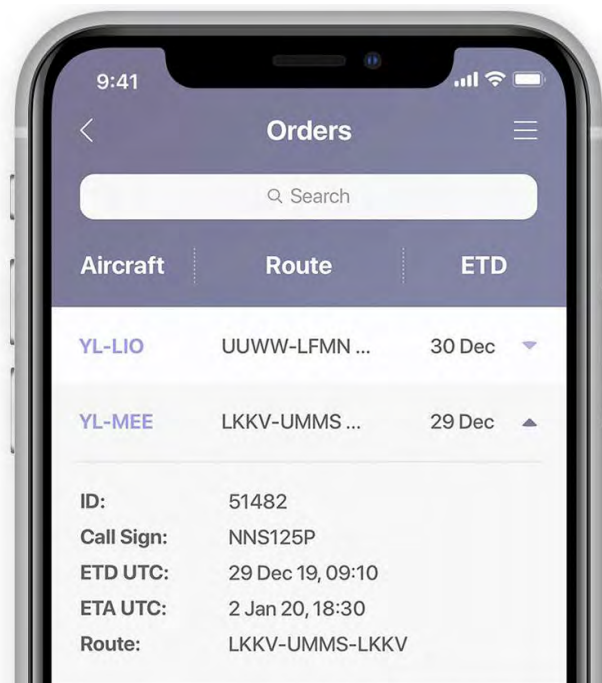 9:41
Orders
Search
Aircraft Route ETD
YL-LIO UUWW-LFMN ... 30 Dec
YL-MEE LKKV-UMMS ... 29 Dec
ID: 51482
Call Sign: NNS125P
ETD UTC: 29 Dec 19, 09:10
ETA UTC: 2 Jan 20, 18:30
Route: LKKV-UMMS-LKKV